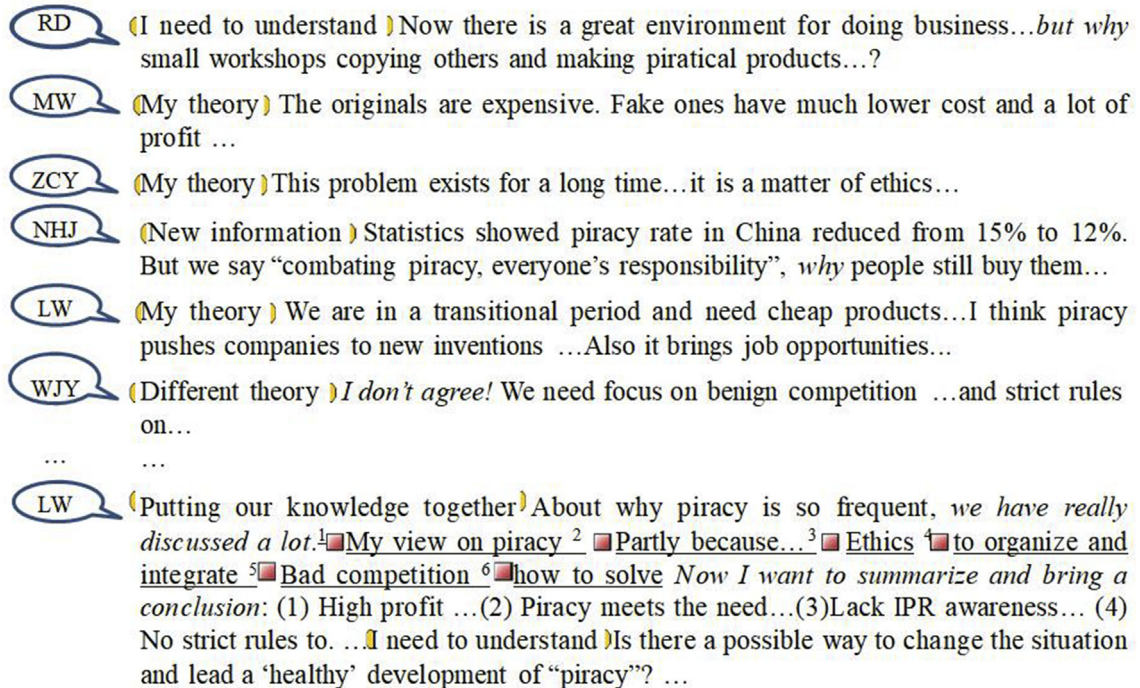 RD (I need to understand ) Now there is a great environment for doing business…but why
small workshops copying others and making piratical products…?
MW (My theory ) The originals are expensive. Fake ones have much lower cost and a lot of
profit …
ZCY (My theory ) This problem exists for a long time…it is a matter of ethics…
NHJ (New information ) Statistics showed piracy rate in China reduced from 15% to 12%.
But we say “combating piracy, everyone’s responsibility”, why people still buy them…
LW (My theory ) We are in a transitional period and need cheap products…I think piracy
pushes companies to new inventions …Also it brings job opportunities…
WJY (Different theory ) I don’t agree! We need focus on benign competition …and strict rules
on…
… …
LW (Putting our knowledge together) About why piracy is so frequent, we have really
discussed a lot.1 My view on piracy 2 Partly because… 3 Ethics 4 to organize and
integrate 5 Bad competition 6 how to solve Now I want to summarize and bring a
conclusion: (1) High profit …(2) Piracy meets the need…(3)Lack IPR awareness… (4)
No strict rules to. …(I need to understand )Is there a possible way to change the situation
and lead a ‘healthy’ development of “piracy”? …